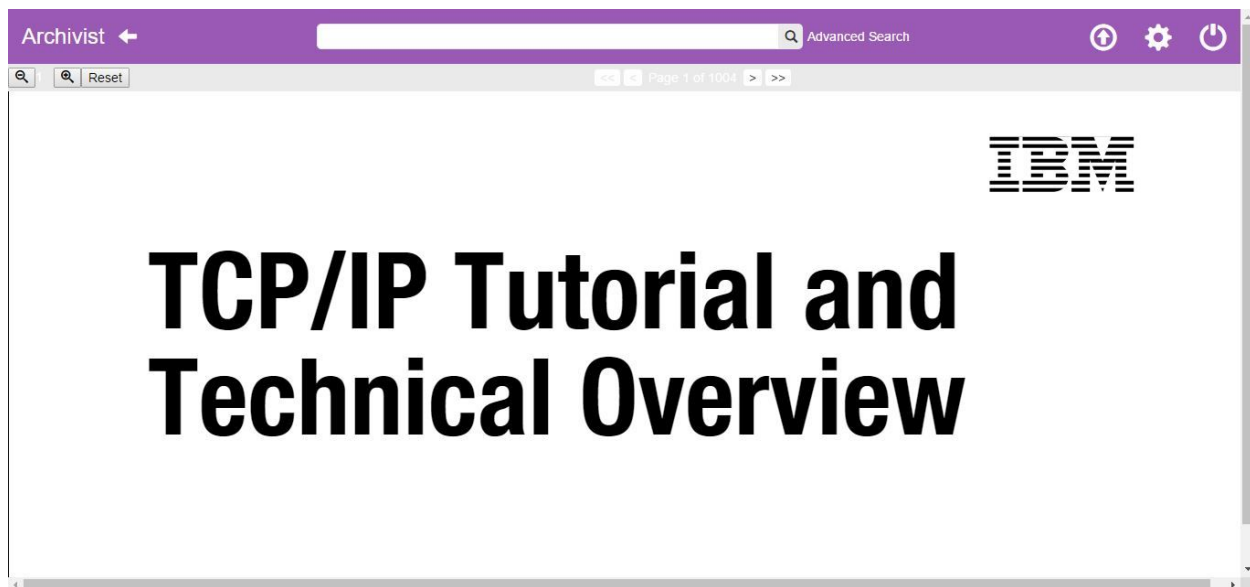 Archivist
Advanced Search
Reset
<< < Page 1 of 1004 > >>
IBM
TCP/IP Tutorial and
Technical Overview